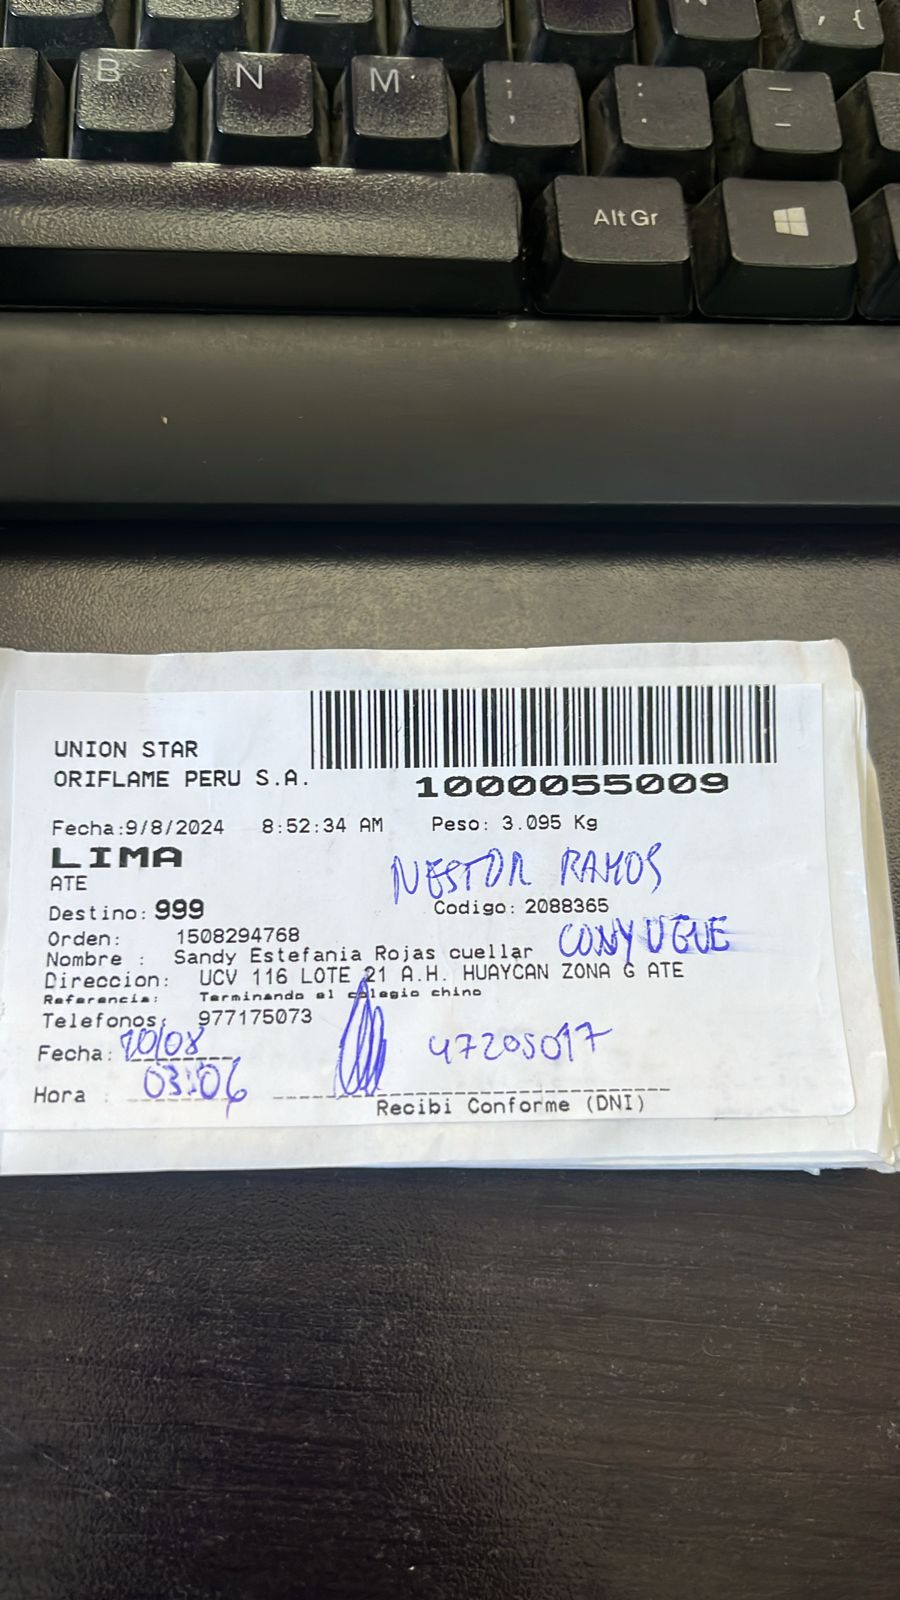 B N M ; , : . _ -
Alt Gr
UNION STAR
ORIFLAME PERU S.A.
1000055009
Fecha:9/8/2024 8:52:34 AM Peso: 3.095 Kg
LIMA
NESTOR RAMOS
ATE
Destino: 999 Codigo: 2088365
Orden: 1508294768
CONYUGUE
Nombre : Sandy Estefania Rojas cuellar
Direccion: UCV 116 LOTE 21 A.H. HUAYCAN ZONA G ATE
Referencia: Terminando el colegio chino
Telefonos: 977175073
Fecha: 10/08 47205017
Hora : 03:06
Recibi Conforme (DNI)